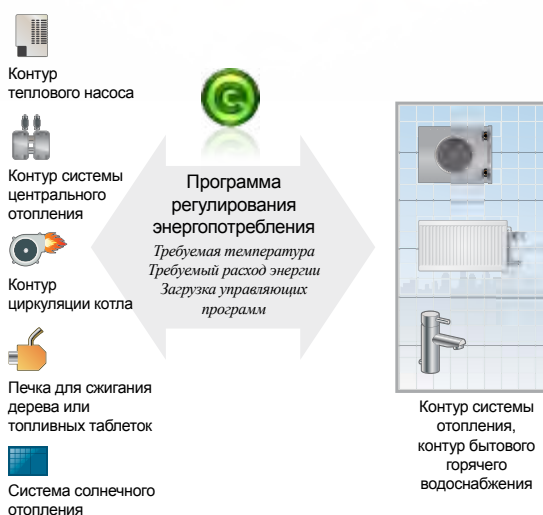 Контур
теплового насоса
Контур системы
центрального
отопления
Контур
циркуляции котла
Печка для сжигания
дерева или
топливных таблеток
Система солнечного
отопления
C
Программа
регулирования
энергопотребления
Требуемая температура
Требуемый расход энергии
Загрузка управляющих
программ
Контур системы
отопления,
контур бытового
горячего
водоснабжения